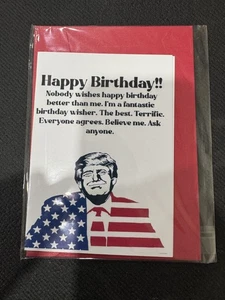 Happy Birthday!!
Nobody wishes happy birthday
better than me. I'm a fantastic
birthday wisher. The best. Terrific.
Everyone agrees. Believe me. Ask
anyone.